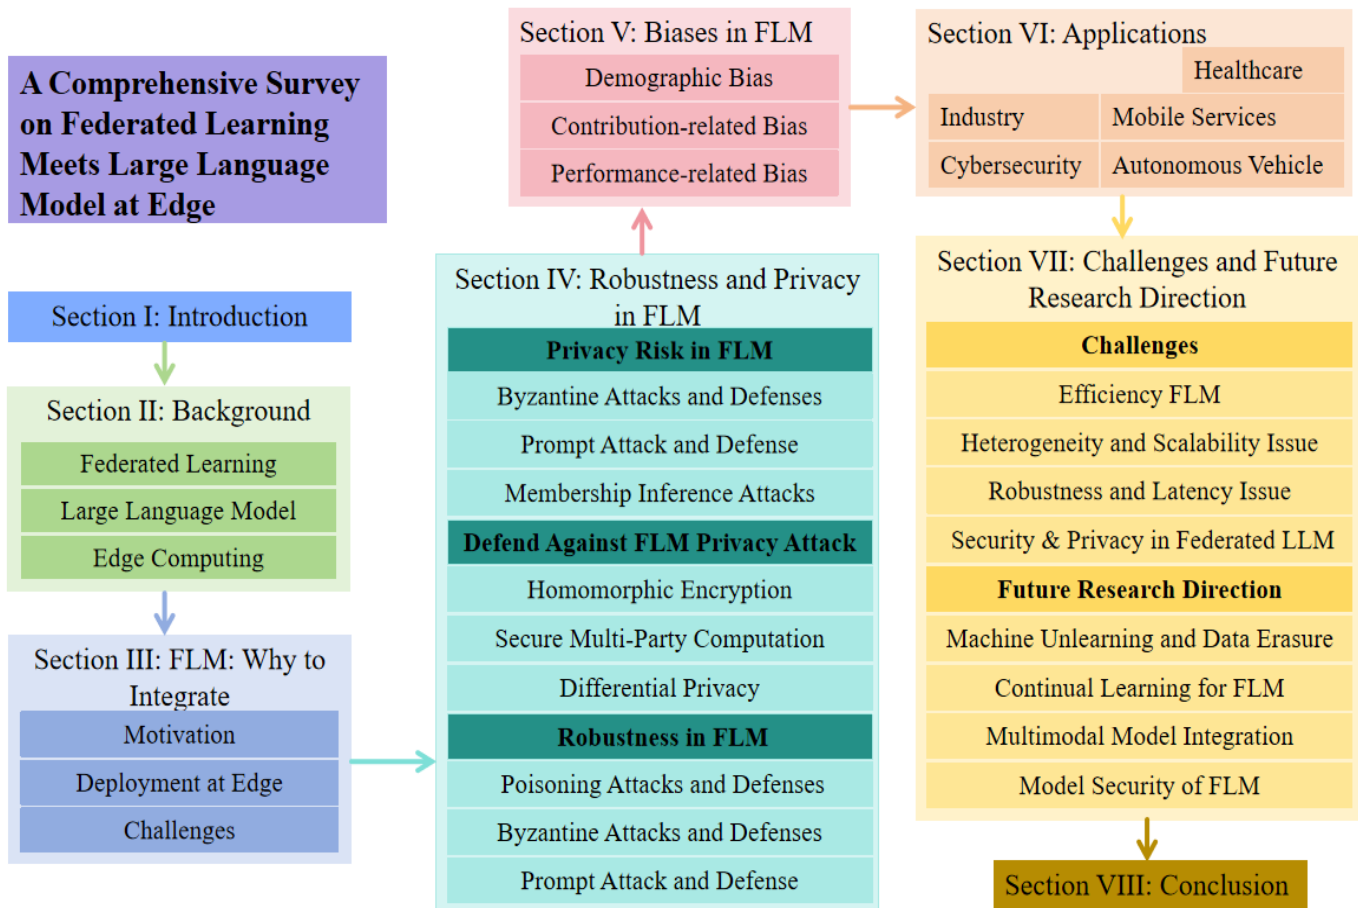 A Comprehensive Survey
on Federated Learning
Meets Large Language
Model at Edge
Section I: Introduction
Section II: Background
Federated Learning
Large Language Model
Edge Computing
Section III: FLM: Why to
Integrate
Motivation
Deployment at Edge
Challenges
Section IV: Robustness and Privacy
in FLM
Privacy Risk in FLM
Byzantine Attacks and Defenses
Prompt Attack and Defense
Membership Inference Attacks
Defend Against FLM Privacy Attack
Homomorphic Encryption
Secure Multi-Party Computation
Differential Privacy
Robustness in FLM
Poisoning Attacks and Defenses
Byzantine Attacks and Defenses
Prompt Attack and Defense
Section V: Biases in FLM
Demographic Bias
Contribution-related Bias
Performance-related Bias
Section VI: Applications
Healthcare
Industry
Mobile Services
Cybersecurity
Autonomous Vehicle
Section VII: Challenges and Future
Research Direction
Challenges
Efficiency FLM
Heterogeneity and Scalability Issue
Robustness and Latency Issue
Security & Privacy in Federated LLM
Future Research Direction
Machine Unlearning and Data Erasure
Continual Learning for FLM
Multimodal Model Integration
Model Security of FLM
Section VIII: Conclusion